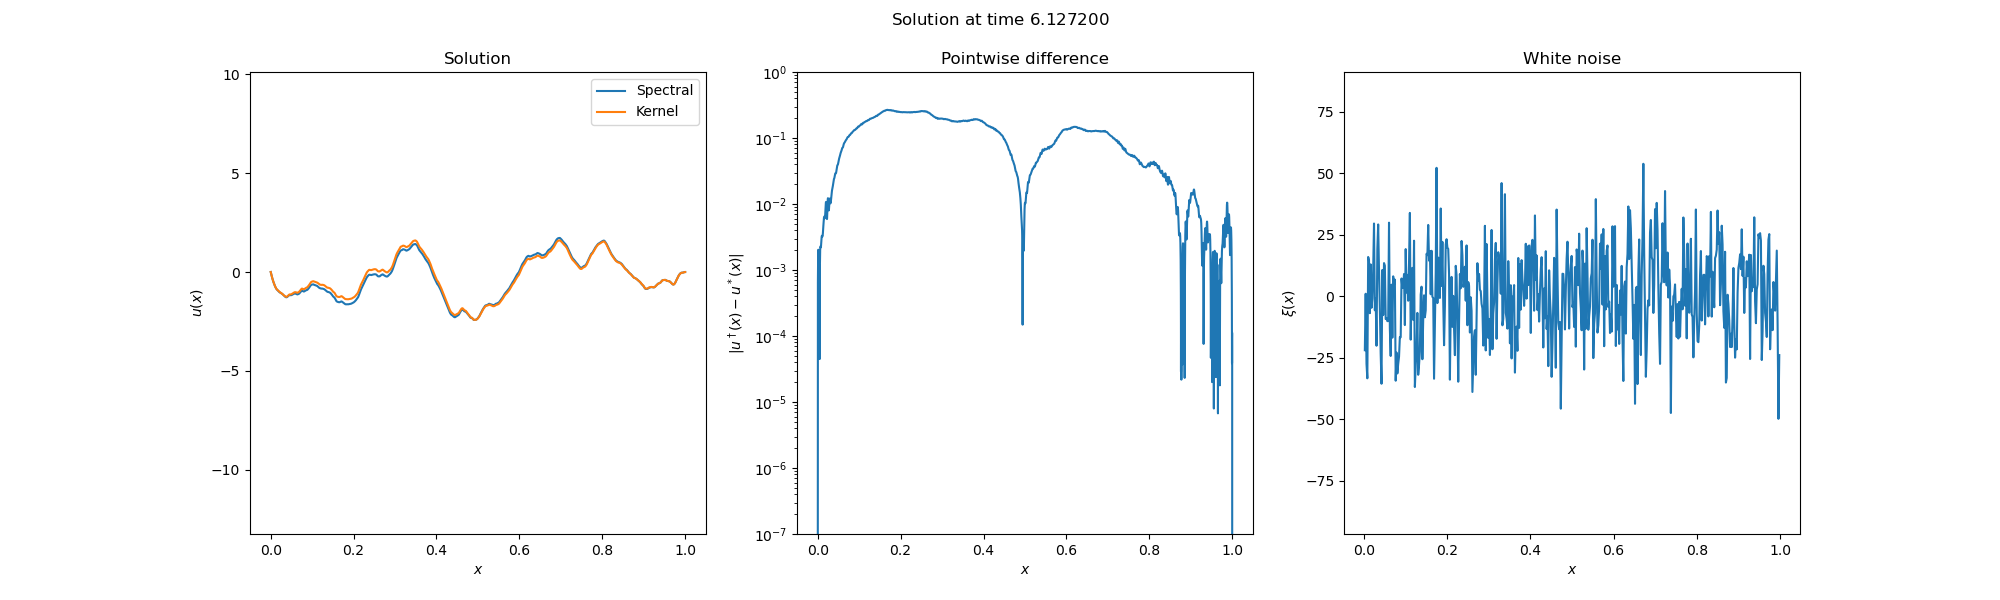 Solution at time 6.127200
Solution
10
5
0
−5
−10
u(x)
0.0 0.2 0.4 0.6 0.8 1.0
x
Spectral
Kernel
Pointwise difference
10⁰
10⁻¹
10⁻²
10⁻³
10⁻⁴
10⁻⁵
10⁻⁶
10⁻⁷
|u†(x) − u*(x)|
0.0 0.2 0.4 0.6 0.8 1.0
x
White noise
75
50
25
0
−25
−50
−75
ξ(x)
0.0 0.2 0.4 0.6 0.8 1.0
x